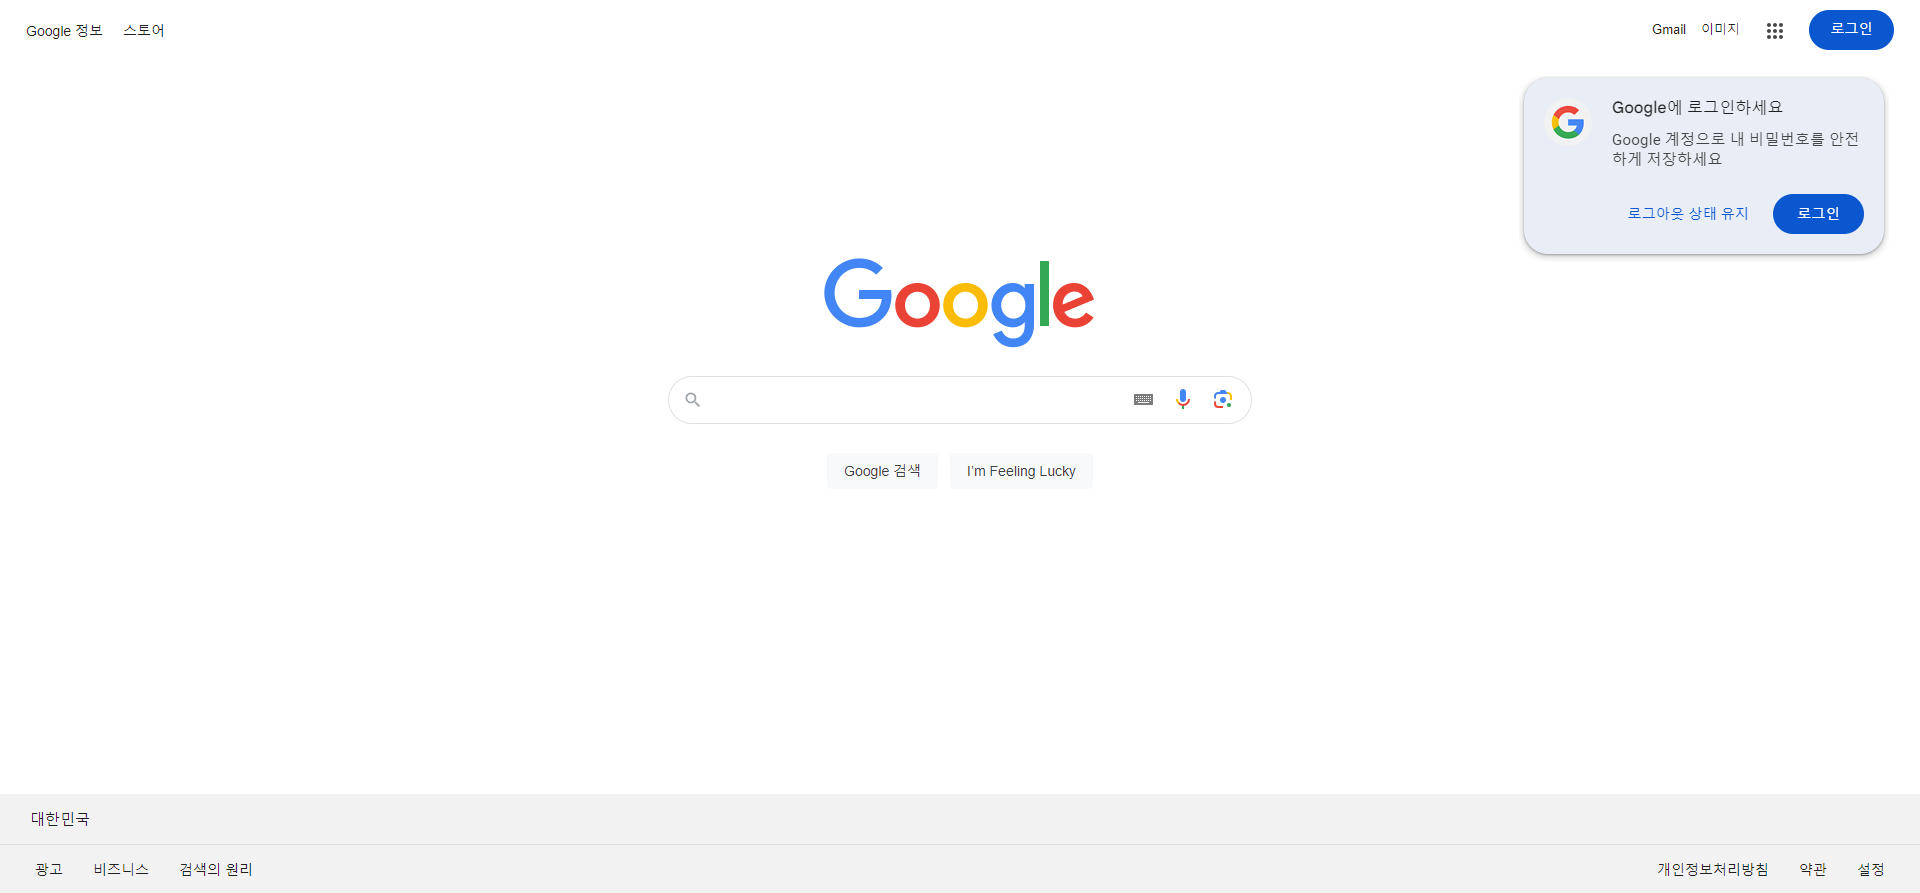 Google 정보 스토어
Gmail 이미지 로그인
Google에 로그인하세요
Google 계정으로 내 비밀번호를 안전
하게 저장하세요
로그아웃 상태 유지 로그인
Google
Google 검색 I'm Feeling Lucky
대한민국
광고 비즈니스 검색의 원리
개인정보처리방침 약관 설정